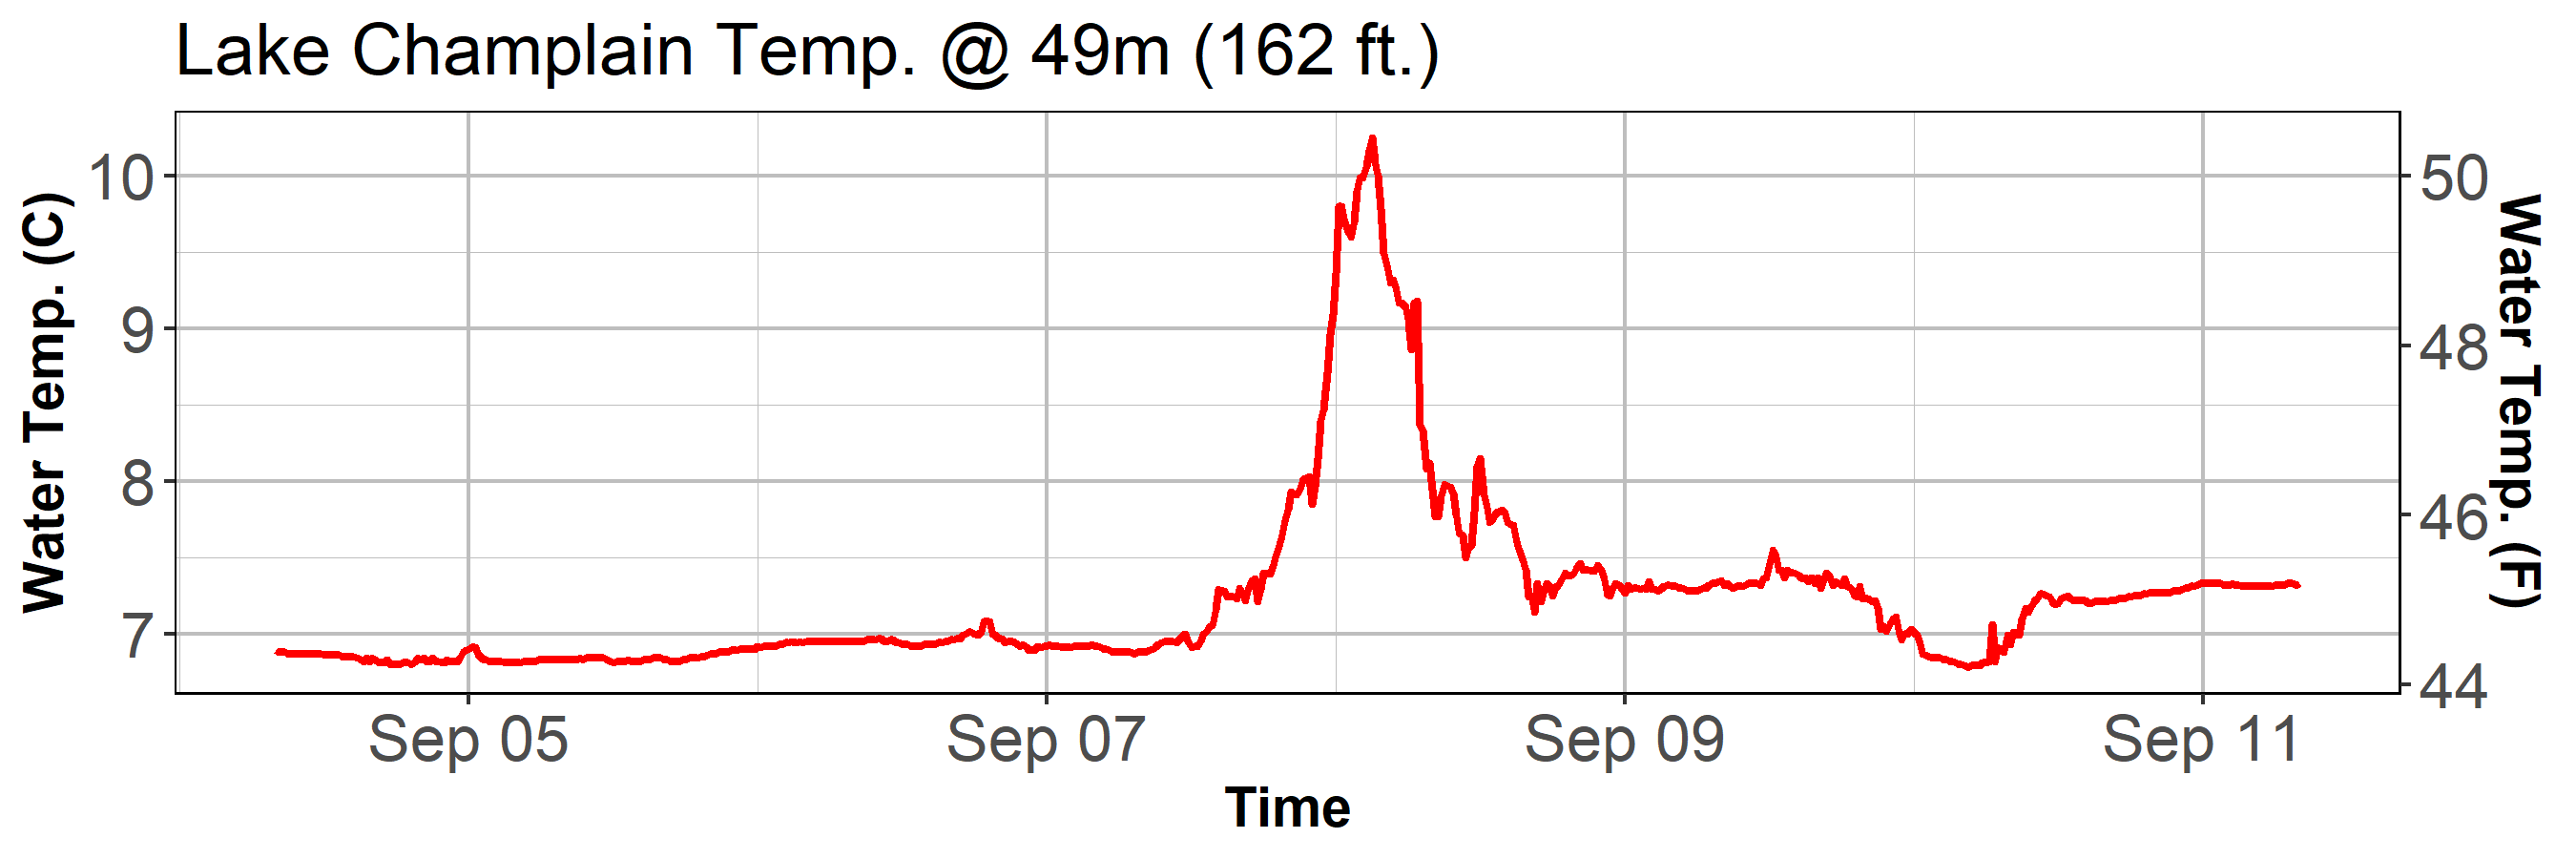 Lake Champlain Temp. @ 49m (162 ft.)
Water Temp. (C)
10
9
8
7
50
48
46
44
Water Temp. (F)
Sep 05
Sep 07
Sep 09
Sep 11
Time